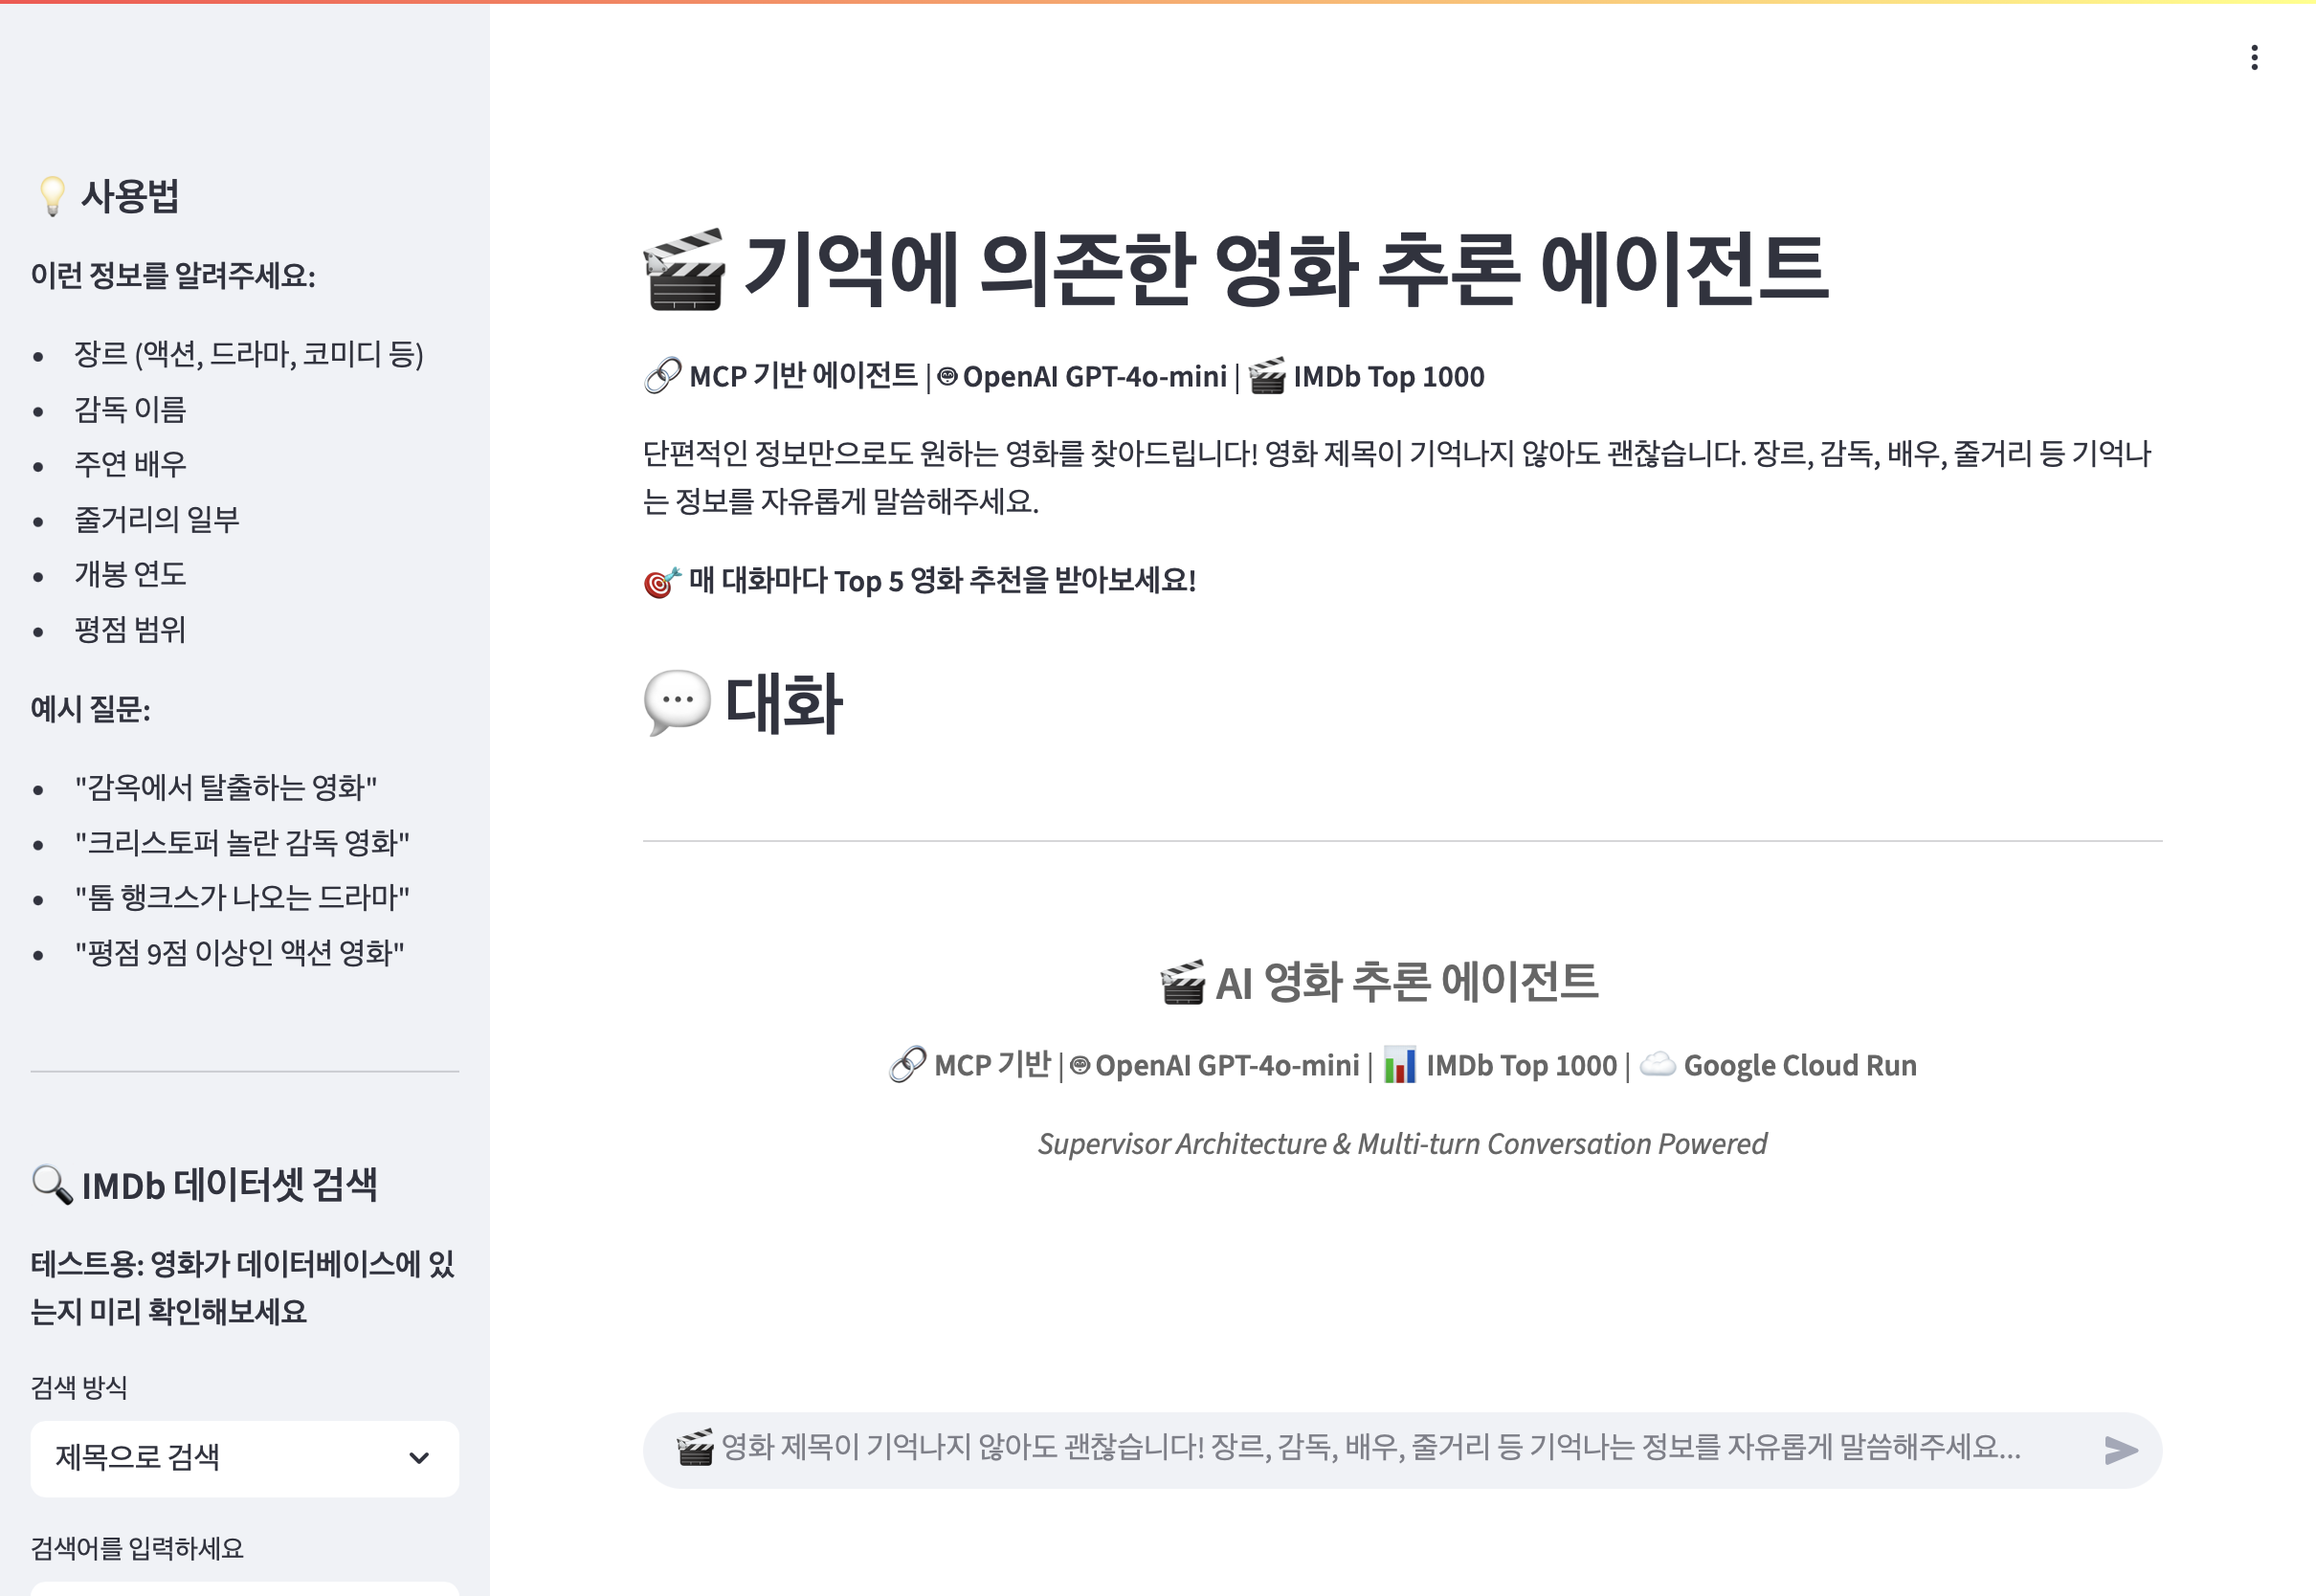 💡 사용법
이런 정보를 알려주세요:
• 장르 (액션, 드라마, 코미디 등)
• 감독 이름
• 주연 배우
• 줄거리의 일부
• 개봉 연도
• 평점 범위
예시 질문:
• "감옥에서 탈출하는 영화"
• "크리스토퍼 놀란 감독 영화"
• "톰 행크스가 나오는 드라마"
• "평점 9점 이상인 액션 영화"
🔍 IMDb 데이터셋 검색
테스트용: 영화가 데이터베이스에 있
는지 미리 확인해보세요
검색 방식
제목으로 검색
검색어를 입력하세요
🎬 기억에 의존한 영화 추론 에이전트
🔗 MCP 기반 에이전트 | 🤖 OpenAI GPT-4o-mini | 🎬 IMDb Top 1000
단편적인 정보만으로도 원하는 영화를 찾아드립니다! 영화 제목이 기억나지 않아도 괜찮습니다. 장르, 감독, 배우, 줄거리 등 기억나
는 정보를 자유롭게 말씀해주세요.
🎯 매 대화마다 Top 5 영화 추천을 받아보세요!
💬 대화
🎬 AI 영화 추론 에이전트
🔗 MCP 기반 | 🤖 OpenAI GPT-4o-mini | 📊 IMDb Top 1000 | ☁️ Google Cloud Run
Supervisor Architecture & Multi-turn Conversation Powered
🎬 영화 제목이 기억나지 않아도 괜찮습니다! 장르, 감독, 배우, 줄거리 등 기억나는 정보를 자유롭게 말씀해주세요...